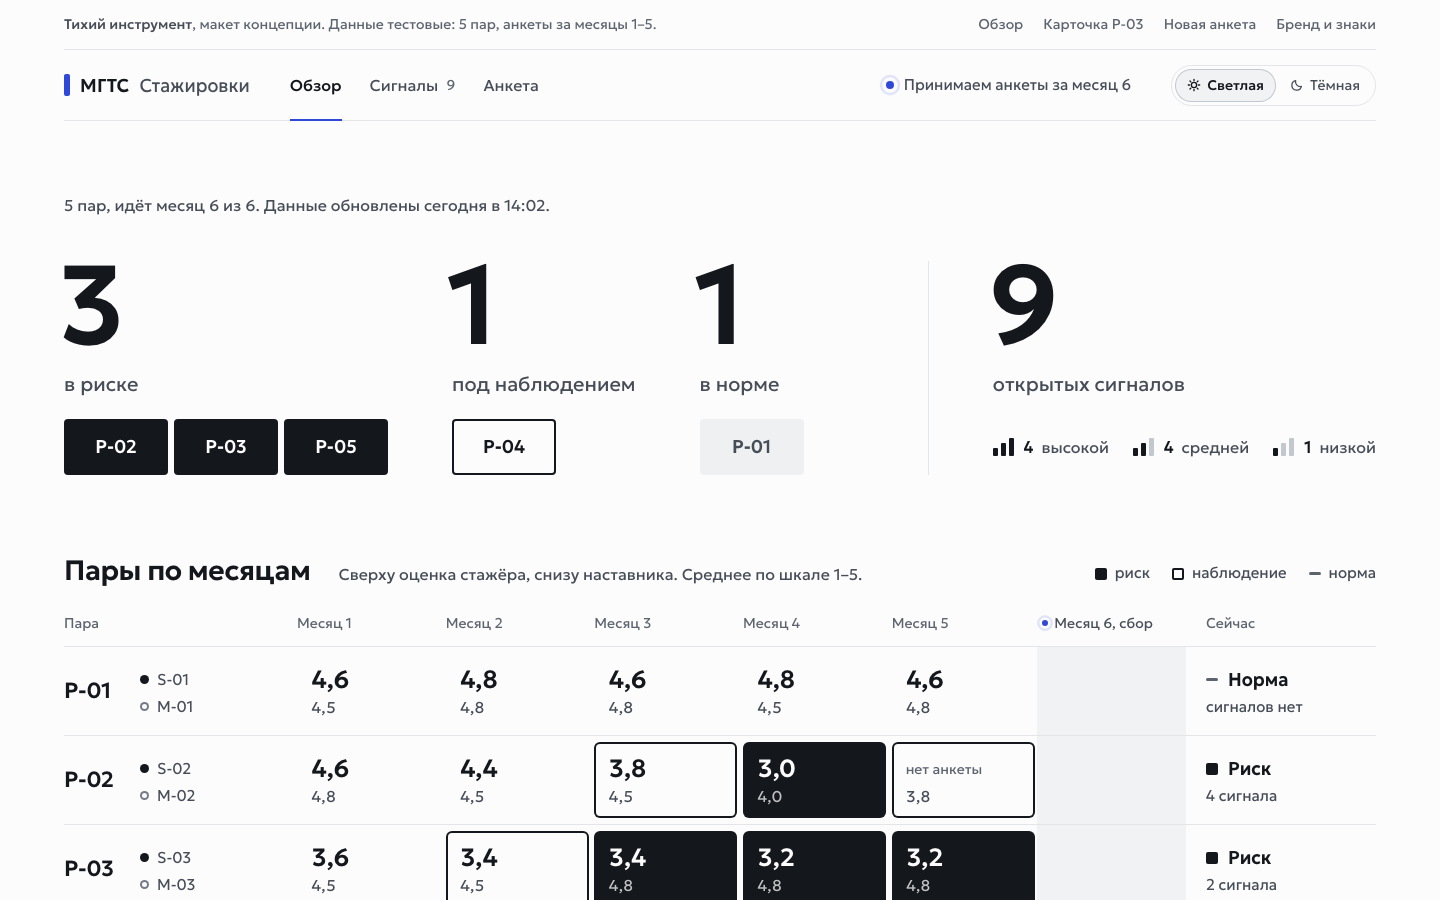 Тихий инструмент, макет концепции. Данные тестовые: 5 пар, анкеты за месяцы 1–5.
Обзор Карточка P-03 Новая анкета Бренд и знаки
МГТС Стажировки Обзор Сигналы 9 Анкета
Принимаем анкеты за месяц 6 Светлая Тёмная
5 пар, идёт месяц 6 из 6. Данные обновлены сегодня в 14:02.
3 1 1 9
в риске под наблюдением в норме открытых сигналов
P-02 P-03 P-05 P-04 P-01 4 высокой 4 средней 1 низкой
Пары по месяцам Сверху оценка стажёра, снизу наставника. Среднее по шкале 1–5. риск наблюдение норма
Пара Месяц 1 Месяц 2 Месяц 3 Месяц 4 Месяц 5 Месяц 6, сбор Сейчас
P-01 S-01 4,6 4,8 4,6 4,8 4,6 Норма
M-01 4,5 4,8 4,8 4,5 4,8 сигналов нет
P-02 S-02 4,6 4,4 3,8 3,0 нет анкеты Риск
M-02 4,8 4,5 4,5 4,0 3,8 4 сигнала
P-03 S-03 3,6 3,4 3,4 3,2 3,2 Риск
M-03 4,5 4,5 4,8 4,8 4,8 2 сигнала